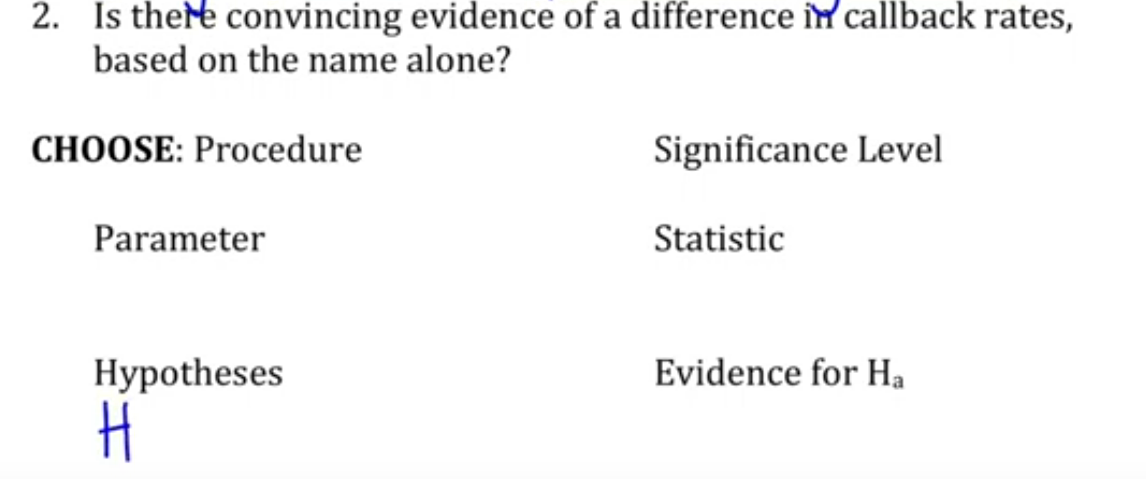 2. Is there convincing evidence of a difference in callback rates,
based on the name alone?
CHOOSE: Procedure
Significance Level
Parameter
Statistic
Hypotheses
Evidence for Hₐ
H